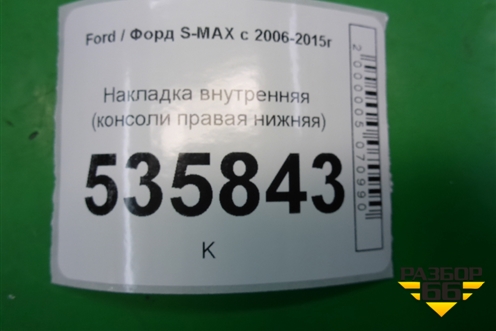 Ford / Форд S-MAX с 2006-2015г
Накладка внутренняя
(консоли правая нижняя)
535843
К
2000005070990
РАЗБОР
66